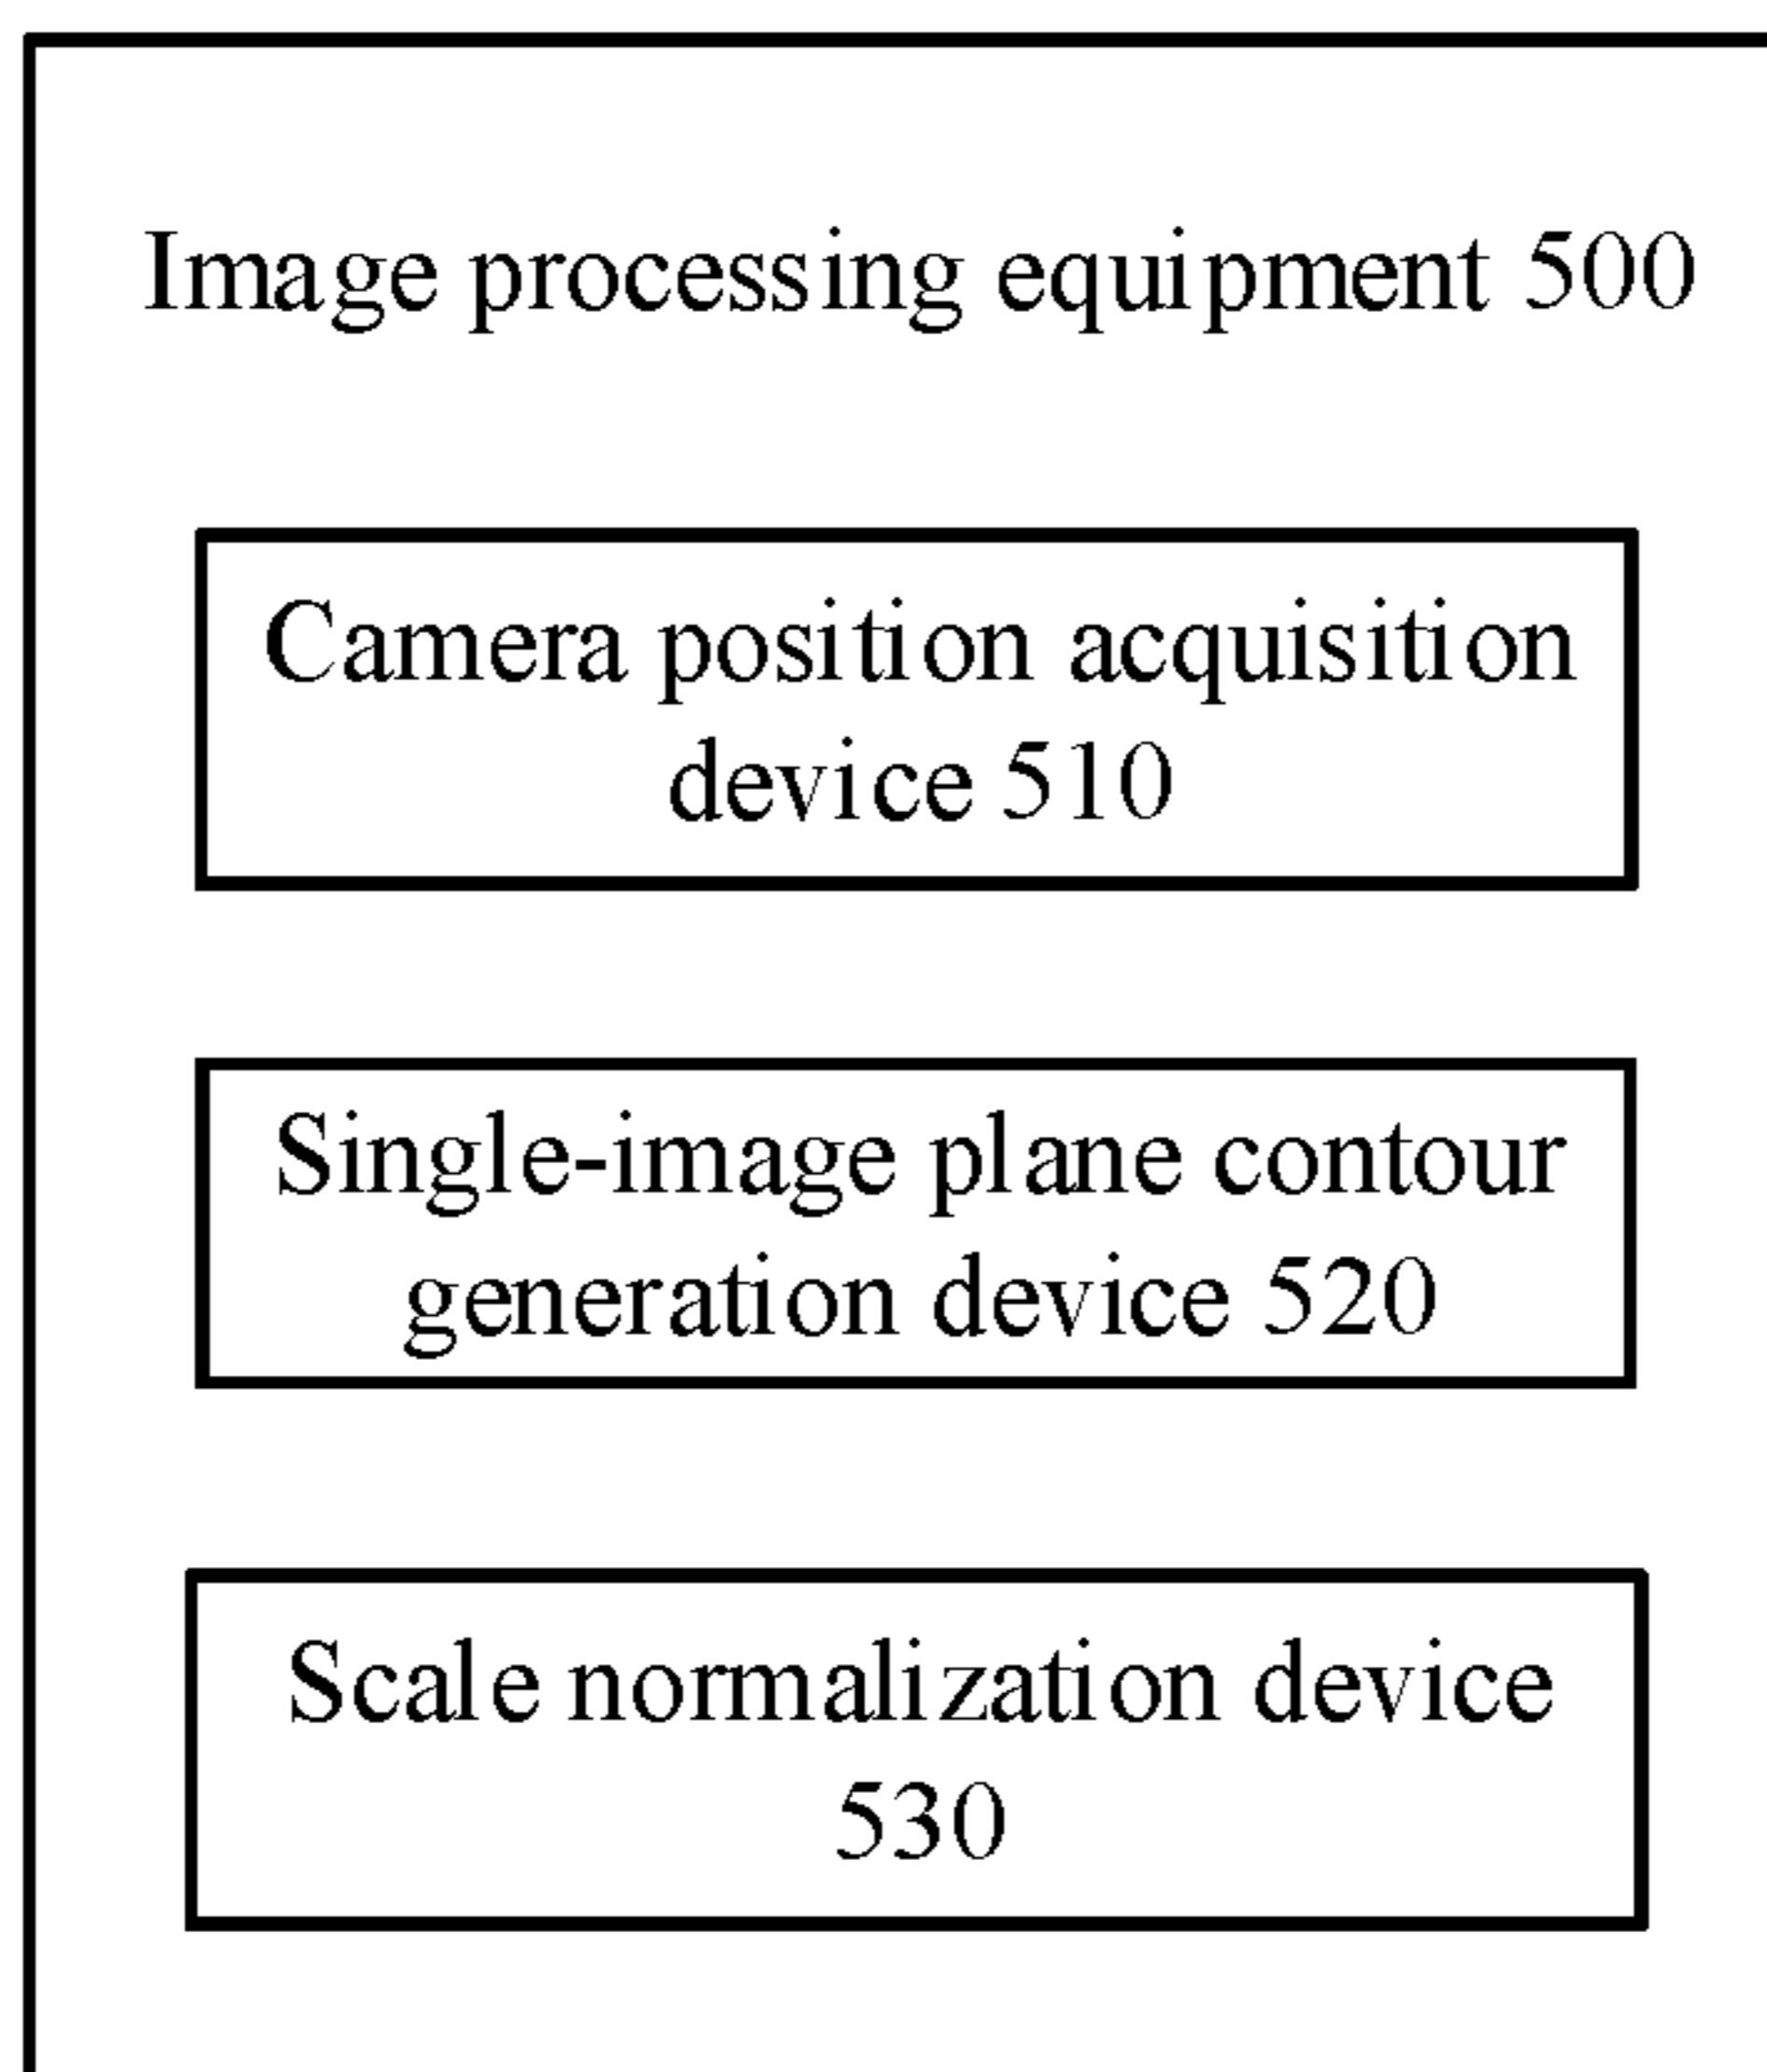 Image processing equipment 500
Camera position acquisition
device 510
Single-image plane contour
generation device 520
Scale normalization device
530